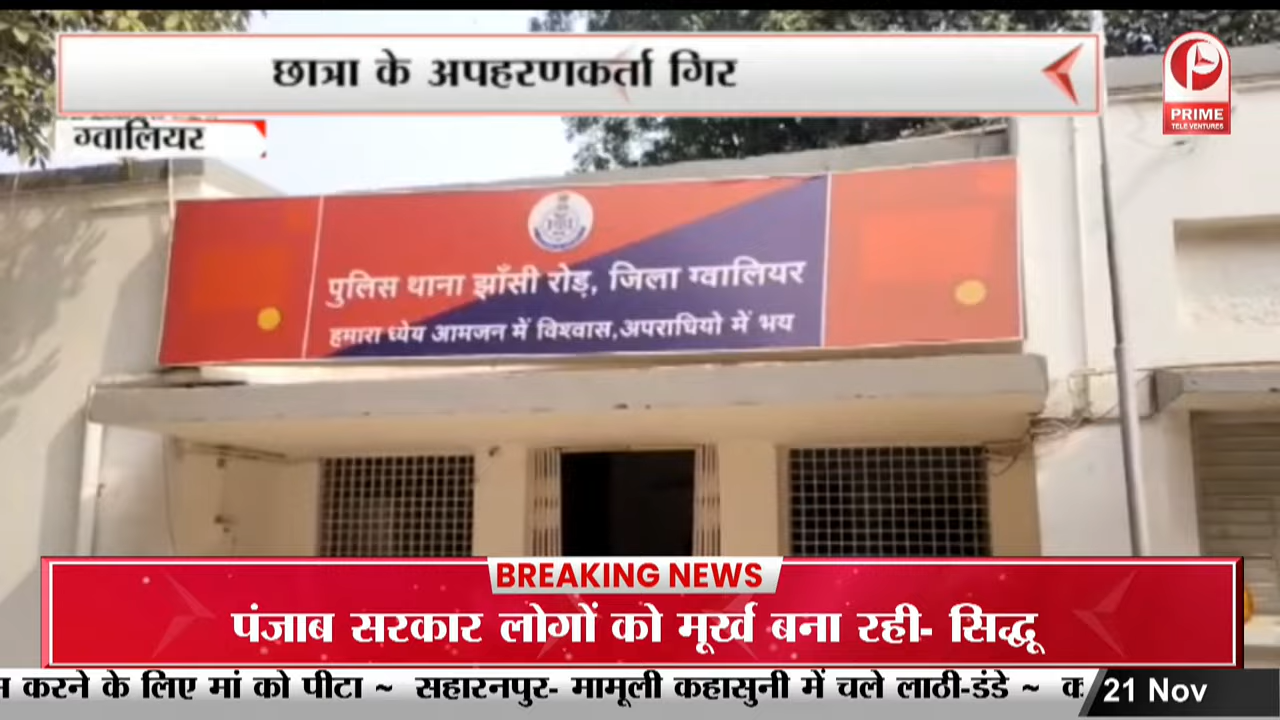 छात्रा के अपहरणकर्ता गिर
PRIME
TELE VENTURES
ग्वालियर
पुलिस थाना झाँसी रोड़, जिला ग्वालियर
हमारा ध्येय आमजन में विश्वास,अपराधियो में भय
BREAKING NEWS
पंजाब सरकार लोगों को मूर्ख बना रही- सिद्धू
करने के लिए मां को पीटा ~ सहारनपुर- मामूली कहासुनी में चले लाठी-डंडे ~
21 Nov